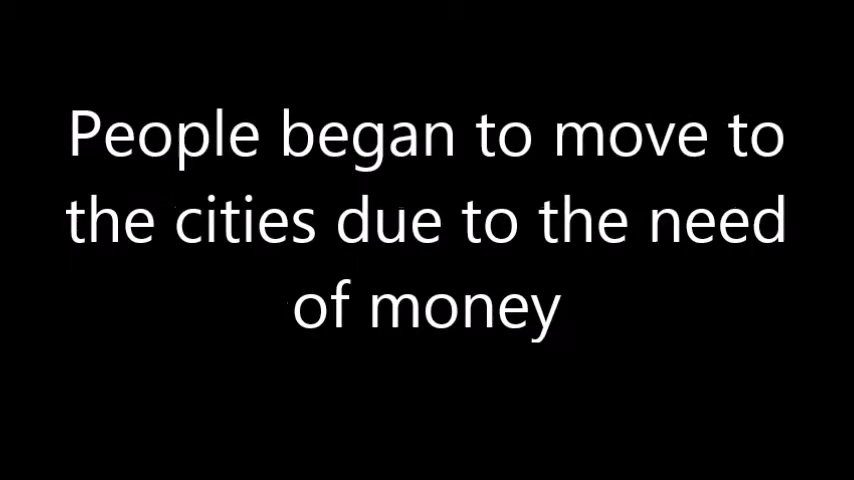 People began to move to
the cities due to the need
of money